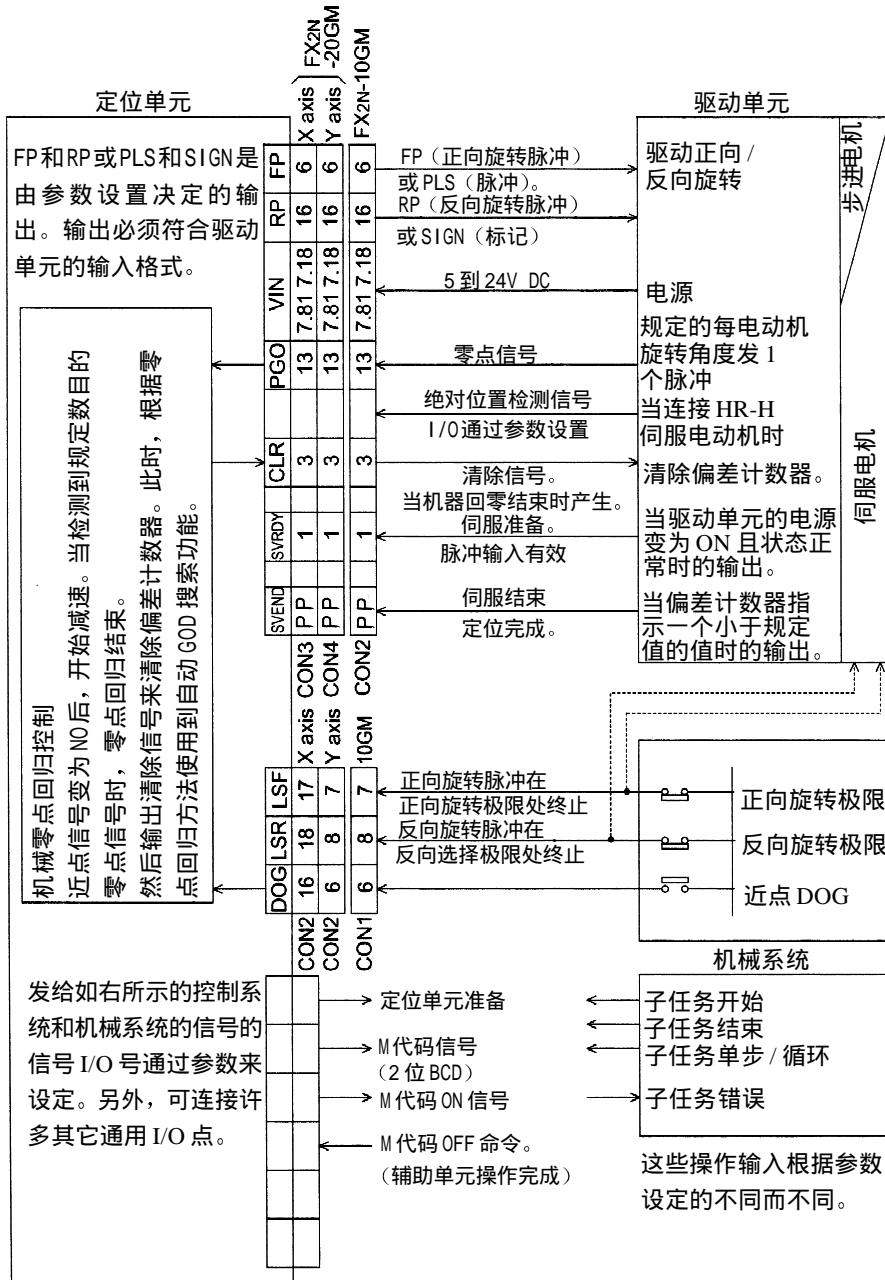 FX2N
-20GM
X axis
Y axis
FX2N-10GM
定位单元
FP和RP或PLS和SIGN是
由参数设置决定的输
出。输出必须符合驱动
单元的输入格式。
FP 6 6 6
RP 16 16 16
VIN 7.81 7.18 7.81 7.18 7.81 7.18
PGO 13 13 13
CLR 3 3 3
SVRDY 1 1 1
SVEND PP PP PP
CON3 CON4 CON2
X axis Y axis 10GM
LSF 17 7 7
LSR 18 8 8
DOG 16 6 6
CON2 CON2 CON1
机械零点回归控制
近点信号变为NO后，开始减速。当检测到规定数目的
零点信号时，零点回归结束。
然后输出清除信号来清除偏差计数器。此时，根据零
点回归方法使用到自动GOD搜索功能。
FP（正向旋转脉冲）
或PLS（脉冲）。
RP（反向旋转脉冲）
或SIGN（标记）
5到24V DC
零点信号
绝对位置检测信号
I/O通过参数设置
清除信号。
当机器回零结束时产生。
伺服准备。
脉冲输入有效
伺服结束
定位完成。
正向旋转脉冲在
正向旋转极限处终止
反向旋转脉冲在
反向选择极限处终止
驱动单元
驱动正向/
反向旋转
电源
规定的每电动机
旋转角度发1
个脉冲
当连接HR-H
伺服电动机时
清除偏差计数器。
当驱动单元的电源
变为ON且状态正
常时的输出。
当偏差计数器指
示一个小于规定
值的值时的输出。
步进电机
伺服电机
正向旋转极限
反向旋转极限
近点DOG
机械系统
发给如右所示的控制系
统和机械系统的信号的
信号I/O号通过参数来
设定。另外，可连接许
多其它通用I/O点。
定位单元准备
M代码信号
（2位BCD）
M代码ON信号
M代码OFF命令。
（辅助单元操作完成）
子任务开始
子任务结束
子任务单步/循环
子任务错误
这些操作输入根据参数
设定的不同而不同。